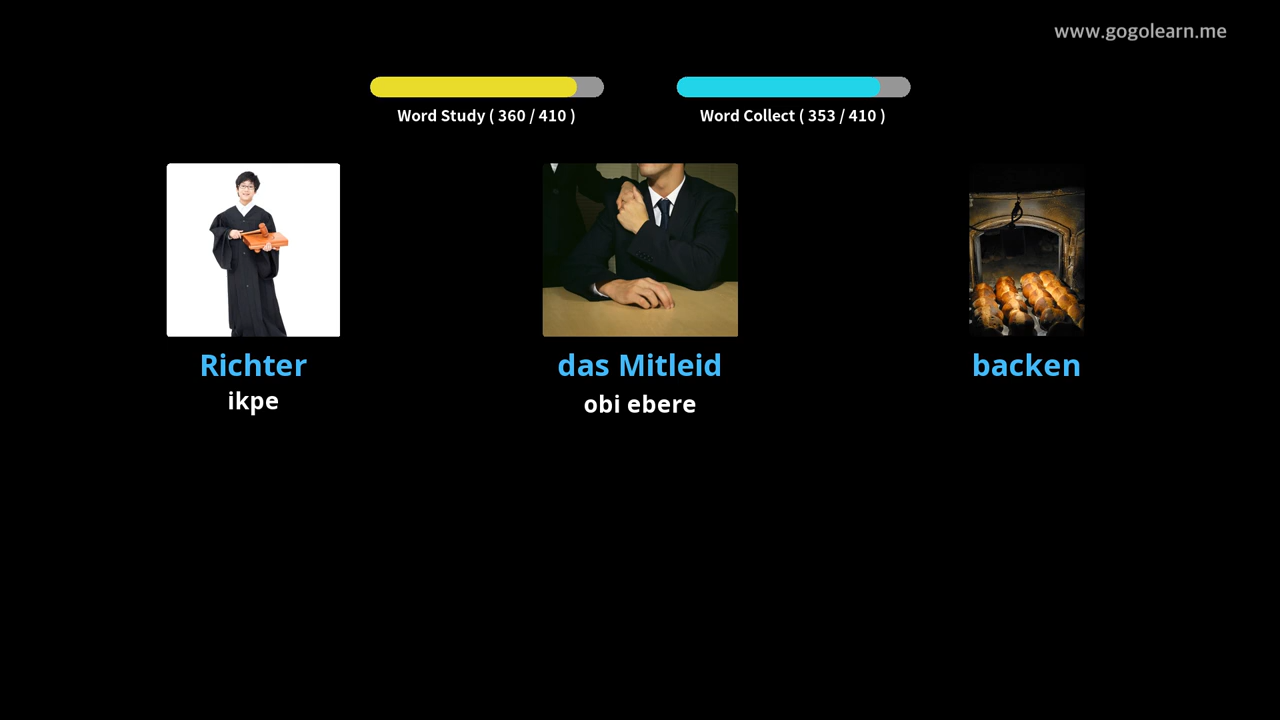 www.gogolearn.me
Word Study ( 360 / 410 )
Word Collect ( 353 / 410 )
Richter
ikpe
das Mitleid
obi ebere
backen